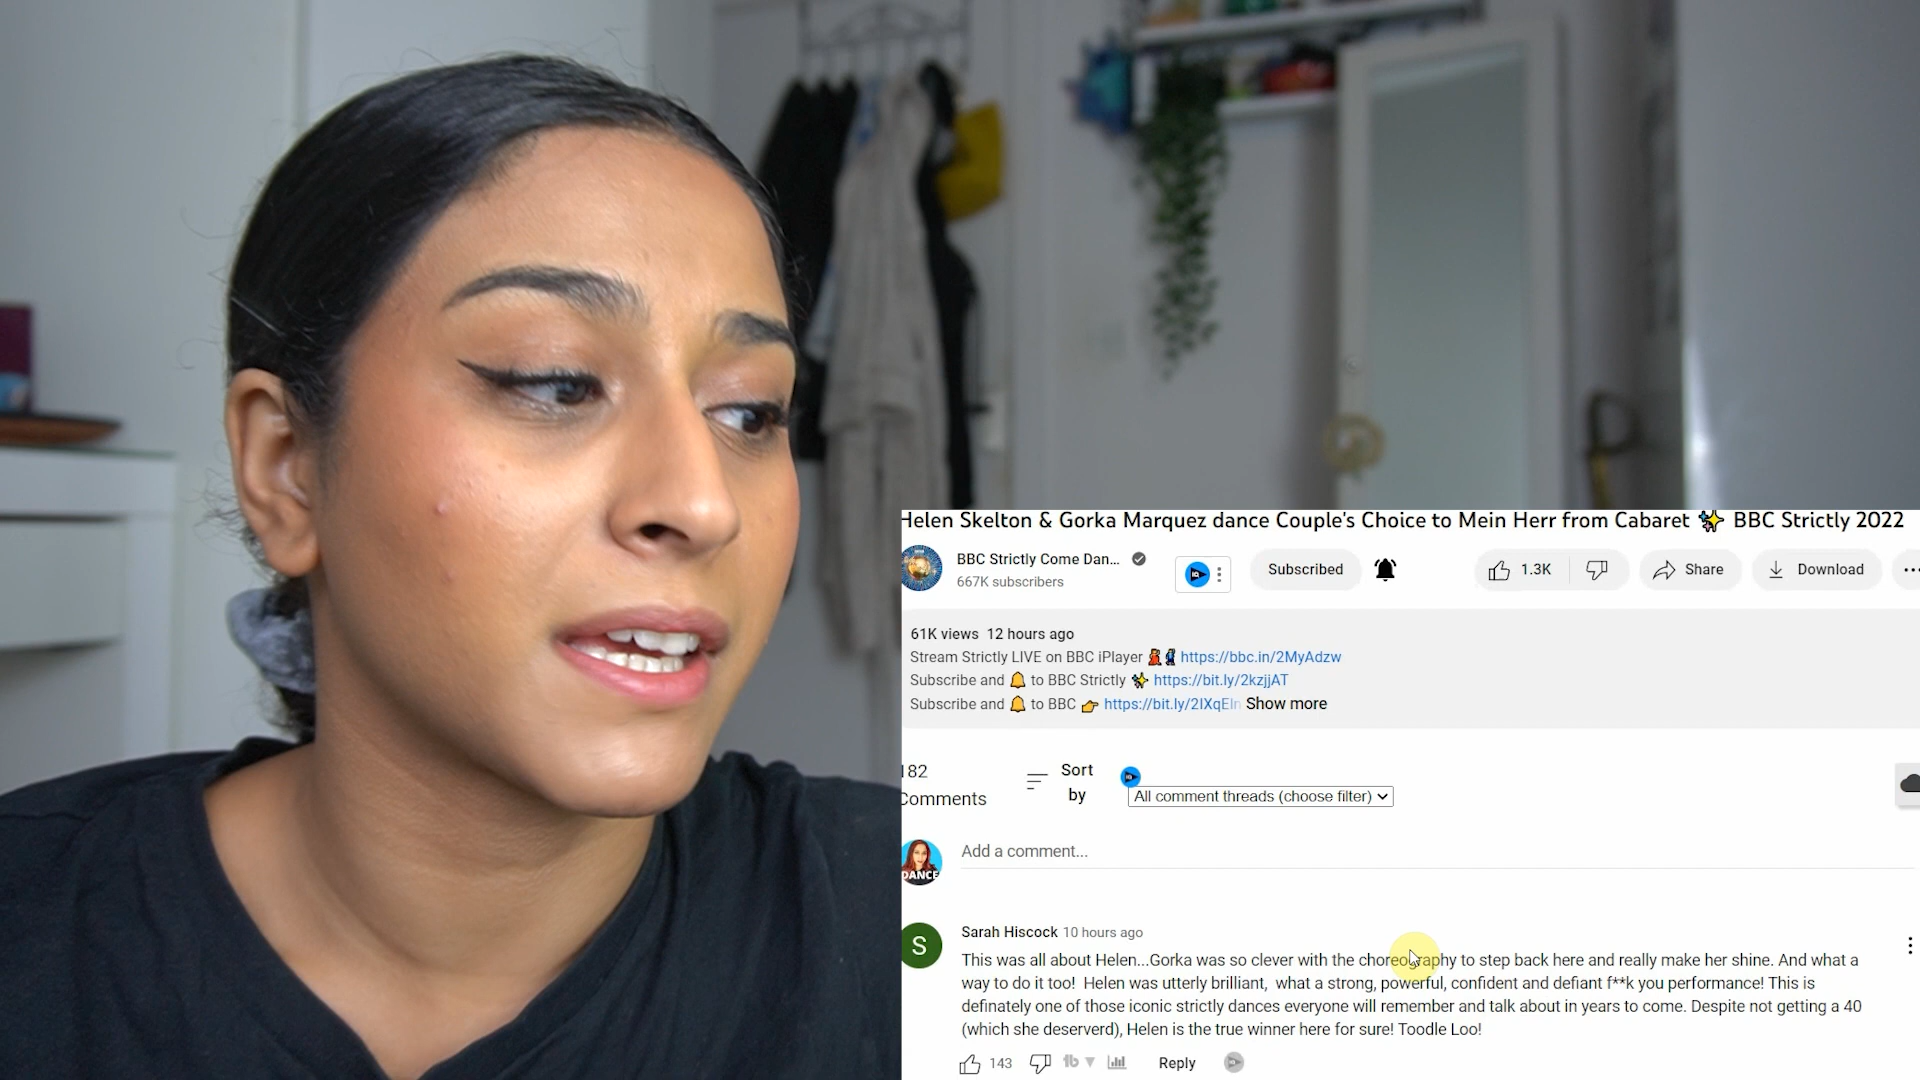 Helen Skelton & Gorka Marquez dance Couple's Choice to Mein Herr from Cabaret ✨ BBC Strictly 2022
BBC Strictly Come Dan...
667K subscribers
Subscribed
1.3K
Share
Download
61K views 12 hours ago
Stream Strictly LIVE on BBC iPlayer 💃🕺 https://bbc.in/2MyAdzw
Subscribe and 🔔 to BBC Strictly ✨ https://bit.ly/2kzjjAT
Subscribe and 🔔 to BBC 👉 https://bit.ly/2IXqEIn Show more
182
Comments
Sort
by
All comment threads (choose filter)
DANCE
Add a comment...
S
Sarah Hiscock 10 hours ago
This was all about Helen...Gorka was so clever with the choreography to step back here and really make her shine. And what a
way to do it too! Helen was utterly brilliant, what a strong, powerful, confident and defiant f**k you performance! This is
definately one of those iconic strictly dances everyone will remember and talk about in years to come. Despite not getting a 40
(which she deserverd), Helen is the true winner here for sure! Toodle Loo!
143
Reply